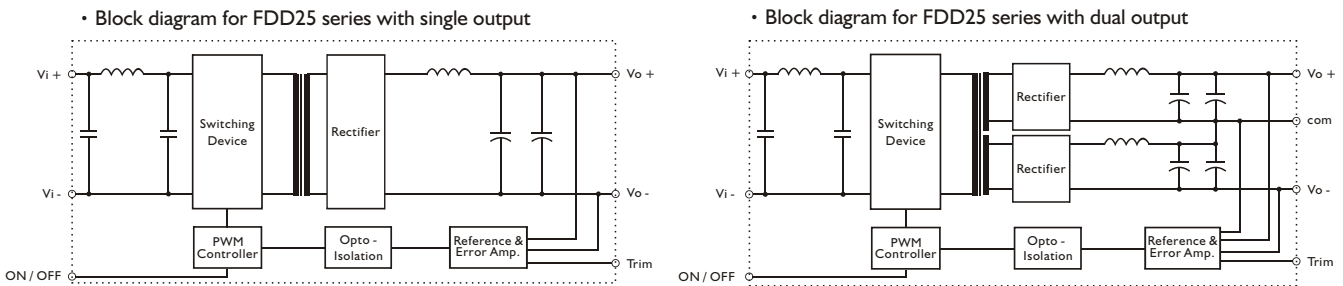 • Block diagram for FDD25 series with single output
Vi +
Vo +
Switching
Device
Rectifier
Vi -
Vo -
PWM
Controller
Opto -
Isolation
Reference &
Error Amp.
Trim
ON / OFF
• Block diagram for FDD25 series with dual output
Vi +
Vo +
Rectifier
com
Switching
Device
Rectifier
Vi -
Vo -
PWM
Controller
Opto -
Isolation
Reference &
Error Amp.
Trim
ON / OFF